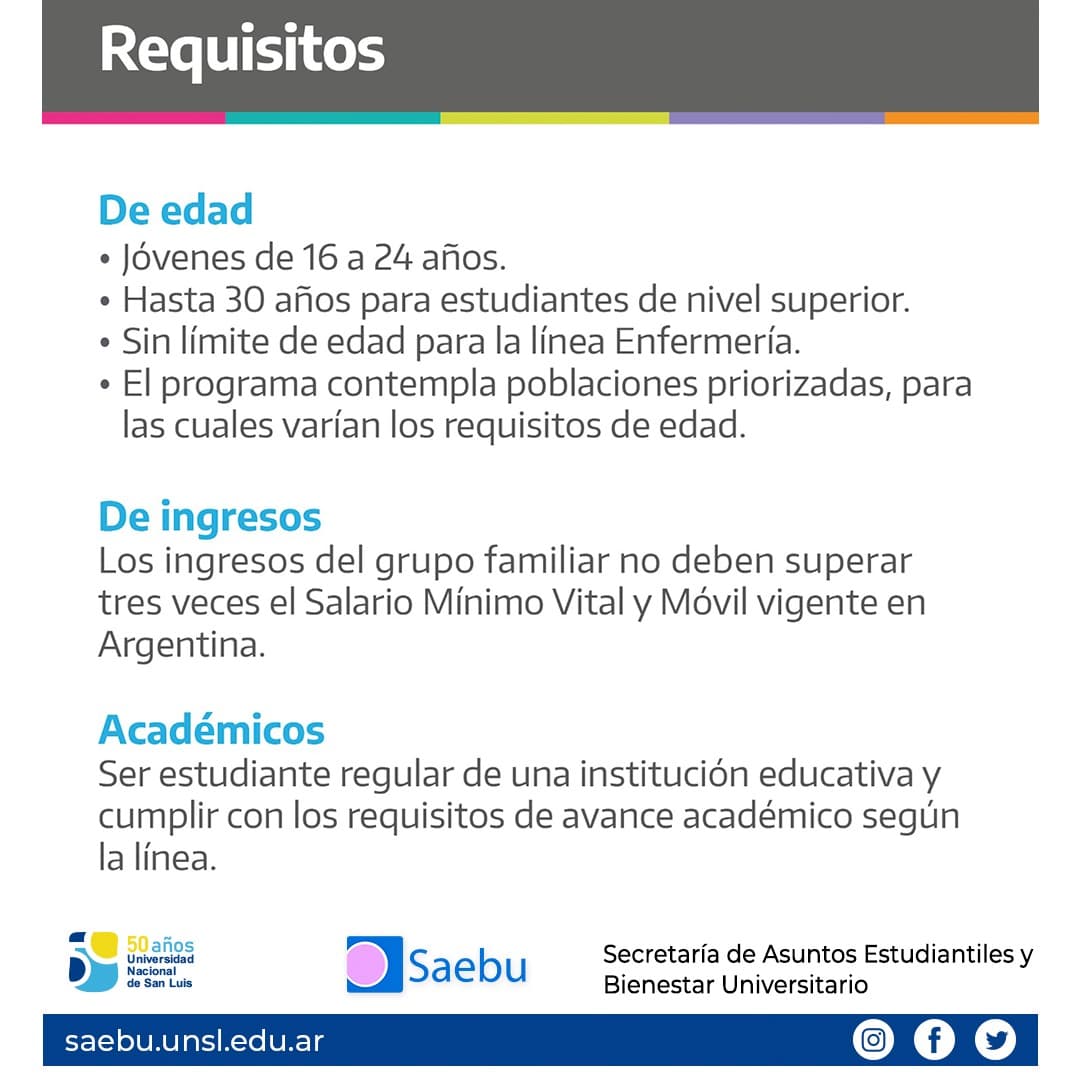 Requisitos
De edad
• Jóvenes de 16 a 24 años.
• Hasta 30 años para estudiantes de nivel superior.
• Sin límite de edad para la línea Enfermería.
• El programa contempla poblaciones priorizadas, para
las cuales varían los requisitos de edad.
De ingresos
Los ingresos del grupo familiar no deben superar
tres veces el Salario Mínimo Vital y Móvil vigente en
Argentina.
Académicos
Ser estudiante regular de una institución educativa y
cumplir con los requisitos de avance académico según
la línea.
50 años
Universidad
Nacional
de San Luis
Saebu
Secretaría de Asuntos Estudiantiles y
Bienestar Universitario
saebu.unsl.edu.ar